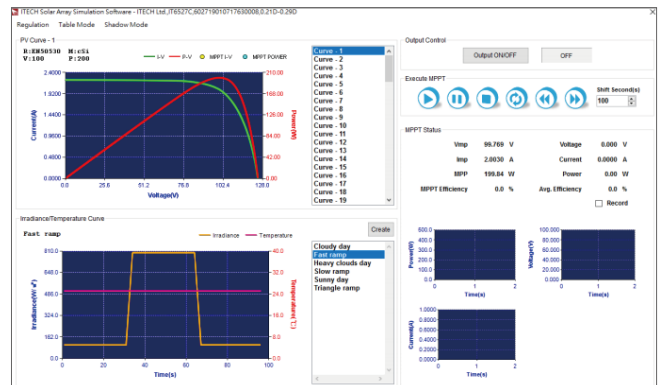 ITECH Solar Array Simulation Software - ITECH Ltd.,IT6527C,602719010717630008,0.21D-0.29D
Regulation Table Mode Shadow Mode
PV Curve - 1
R:EN50530 M:cSi
V:100 P:200
I-V P-V MPPT I-V MPPT POWER
2.4000
1.9200
1.4400
0.9600
0.4800
0.0000
Current(A)
210.00
168.00
126.00
84.00
42.00
0.00
Power(W)
0.0 25.6 51.2 76.8 102.4 128.0
Voltage(V)
Curve - 1
Curve - 2
Curve - 3
Curve - 4
Curve - 5
Curve - 6
Curve - 7
Curve - 8
Curve - 9
Curve - 10
Curve - 11
Curve - 12
Curve - 13
Curve - 14
Curve - 15
Curve - 16
Curve - 17
Curve - 18
Curve - 19
Output Control
Output ON/OFF OFF
Execute MPPT
Shift Second(s)
100
MPPT Status
Vmp 99.769 V Voltage 0.000 V
Imp 2.0030 A Current 0.0000 A
MPP 199.84 W Power 0.00 W
MPPT Efficiency 0.0 % Avg. Efficiency 0.0 %
Record
Irradiance/Temperature Curve
Fast ramp
Irradiance Temperature
Create
810.0
648.0
486.0
324.0
162.0
0.0
Irradiance(W/㎡)
40.0
32.0
24.0
16.0
8.0
0.0
Temperature(℃)
0 20 40 60 80 100
Time(s)
Cloudy day
Fast ramp
Heavy clouds day
Slow ramp
Sunny day
Triangle ramp
500.0
400.0
300.0
200.0
100.0
0.0
Power(W)
0 1 2
Time(s)
100.000
80.000
60.000
40.000
20.000
0.000
Voltage(V)
0 1 2
Time(s)
1.0000
0.8000
0.6000
0.4000
0.2000
0.0000
Current(A)
0 1 2
Time(s)